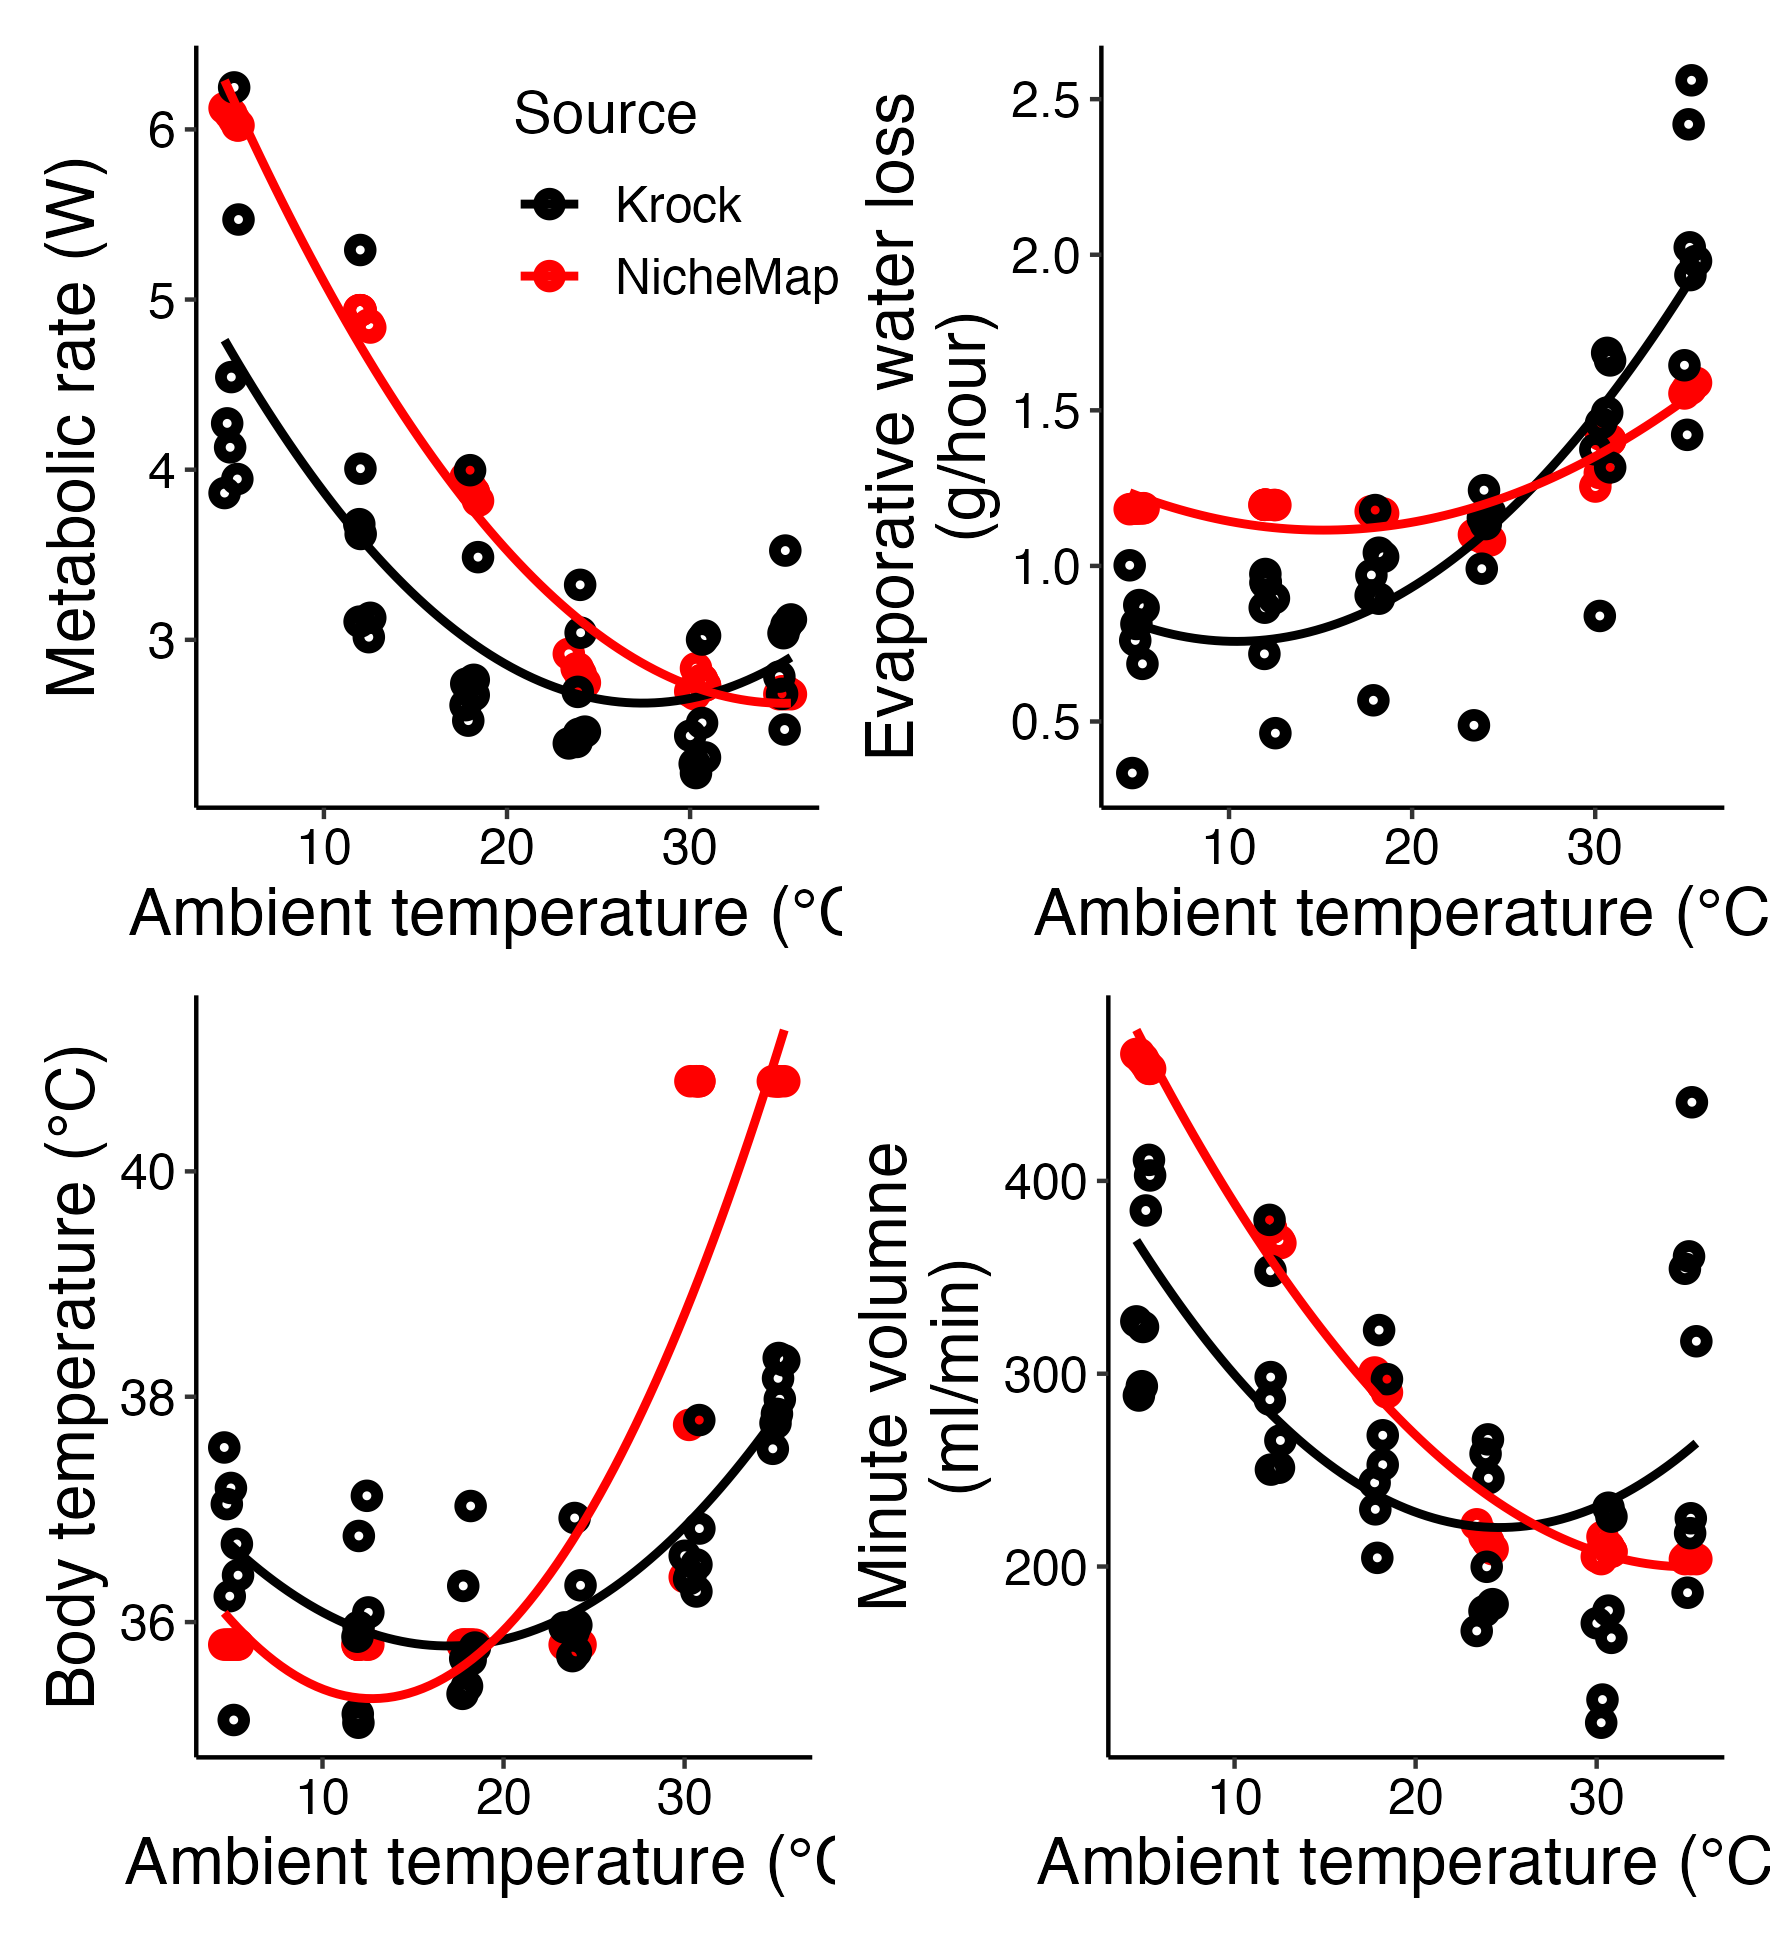 Metabolic rate (W)
6
5
4
3
Source
Krock
NicheMap
10 20 30
Ambient temperature (°C
Evaporative water loss
(g/hour)
2.5
2.0
1.5
1.0
0.5
10 20 30
Ambient temperature (°C
Body temperature (°C)
40
38
36
10 20 30
Ambient temperature (°C
Minute volumne
(ml/min)
400
300
200
10 20 30
Ambient temperature (°C